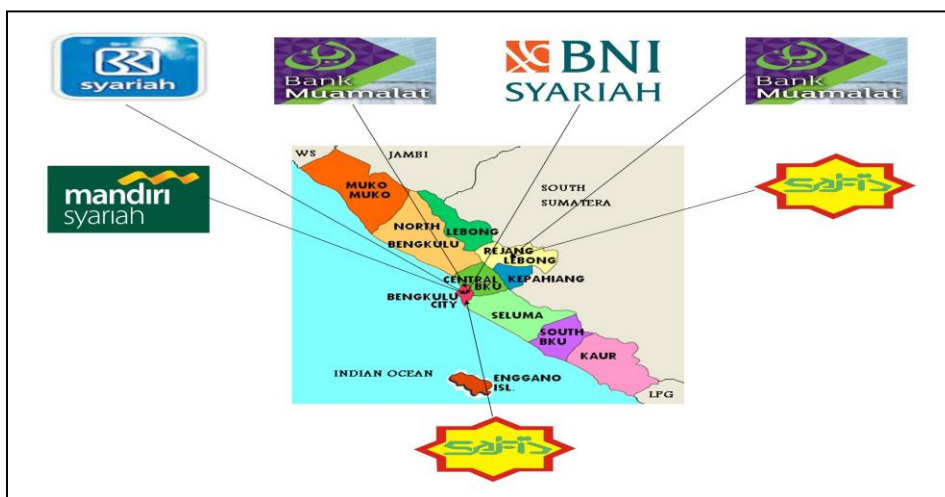 syariah
Bank
Muamalat
BNI
SYARIAH
Bank
Muamalat
mandiri
syariah
WS
JAMBI
SOUTH
SUMATERA
MUKO
MUKO
NORTH
BENGKULU
LEBONG
REJANG
LEBONG
KEPAHIANG
CENTRAL
BKU
BENGKULU
CITY
SELUMA
SOUTH
BKU
KAUR
INDIAN OCEAN
ENGGANO
ISL.
LPG